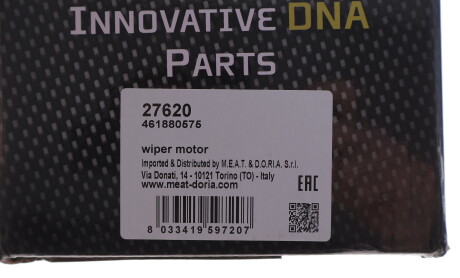 INNOVATIVE DNA
PARTS
27620
461880575
wiper motor
Imported & Distributed by M.E.A.T. & D.O.R.I.A. S.r.l.
Via Donati, 14 - 10121 Torino (TO) - Italy
www.meat-doria.com
EAC
8 033419 597207